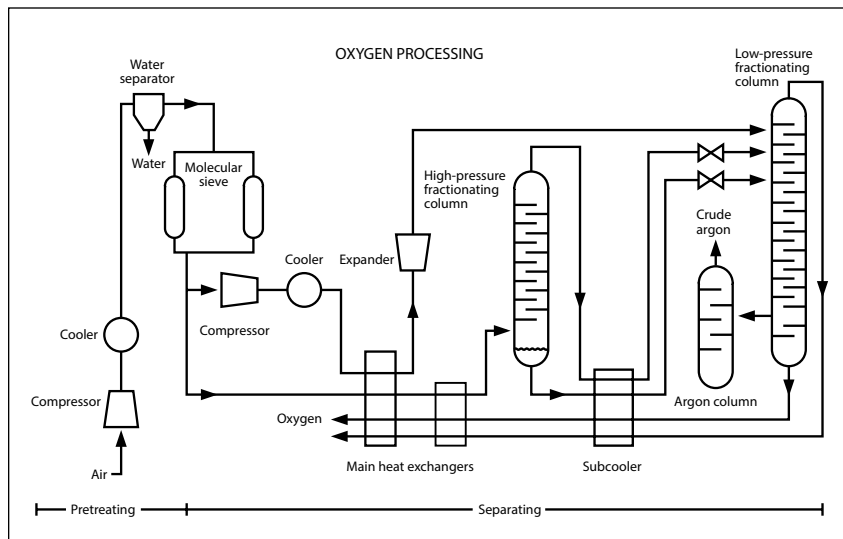 OXYGEN PROCESSING
Low-pressure
fractionating
column
Water
separator
Water
Molecular
sieve
High-pressure
fractionating
column
Crude
argon
Cooler
Expander
Compressor
Cooler
Compressor
Argon column
Oxygen
Main heat exchangers
Subcooler
Air
Pretreating
Separating